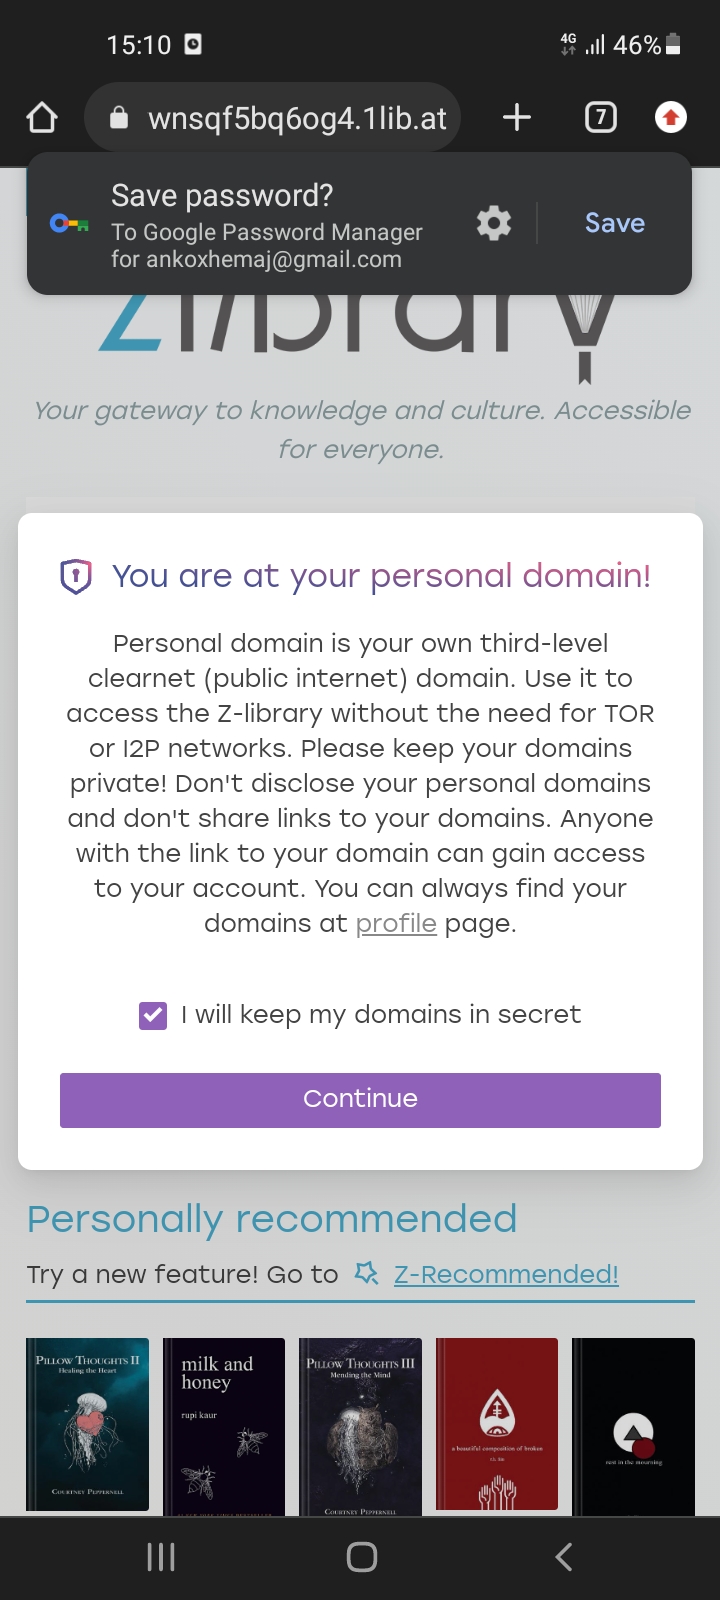 15:10
4G 46%
wnsqf5bq6og4.1lib.at
7
Save password?
To Google Password Manager
for ankoxhemaj@gmail.com
Save
Zlibrary
Your gateway to knowledge and culture. Accessible
for everyone.
You are at your personal domain!
Personal domain is your own third-level
clearnet (public internet) domain. Use it to
access the Z-library without the need for TOR
or I2P networks. Please keep your domains
private! Don't disclose your personal domains
and don't share links to your domains. Anyone
with the link to your domain can gain access
to your account. You can always find your
domains at profile page.
I will keep my domains in secret
Continue
Personally recommended
Try a new feature! Go to Z-Recommended!
PILLOW THOUGHTS II
Healing the Heart
COURTNEY PEPPERNELL
milk and
honey
rupi kaur
PILLOW THOUGHTS III
Mending the Mind
COURTNEY PEPPERNELL
a beautiful composition of broken
rest in the mourning